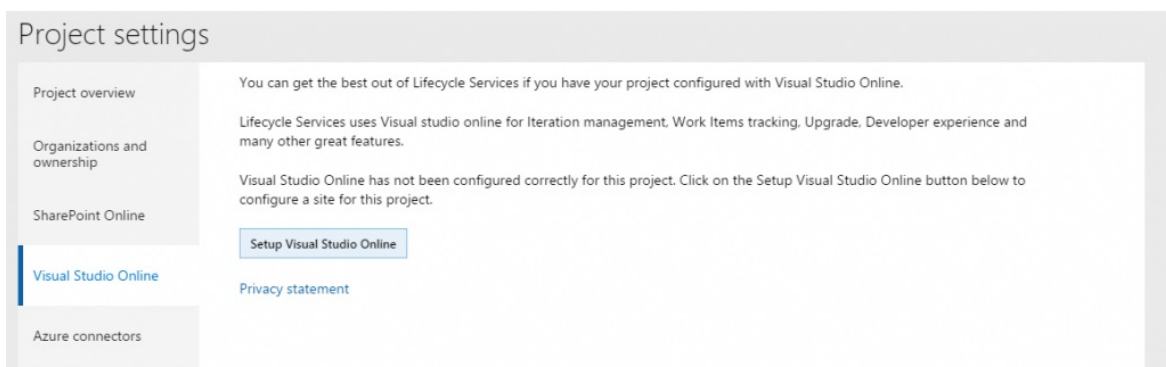 Project settings
Project overview
Organizations and
ownership
SharePoint Online
Visual Studio Online
Azure connectors
You can get the best out of Lifecycle Services if you have your project configured with Visual Studio Online.
Lifecycle Services uses Visual studio online for Iteration management, Work Items tracking, Upgrade, Developer experience and
many other great features.
Visual Studio Online has not been configured correctly for this project. Click on the Setup Visual Studio Online button below to
configure a site for this project.
Setup Visual Studio Online
Privacy statement